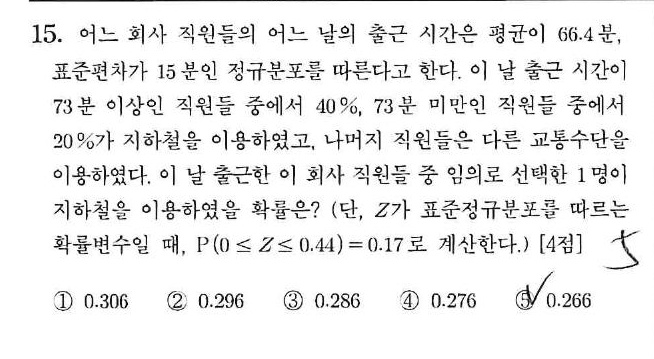 15. 어느 회사 직원들의 어느 날의 출근 시간은 평균이 66.4분,
표준편차가 15분인 정규분포를 따른다고 한다. 이 날 출근 시간이
73분 이상인 직원들 중에서 40%, 73분 미만인 직원들 중에서
20%가 지하철을 이용하였고, 나머지 직원들은 다른 교통수단을
이용하였다. 이 날 출근한 이 회사 직원들 중 임의로 선택한 1명이
지하철을 이용하였을 확률은? (단, Z가 표준정규분포를 따르는
확률변수일 때, P(0 ≤ Z ≤ 0.44) = 0.17로 계산한다.) [4점] 5
① 0.306 ② 0.296 ③ 0.286 ④ 0.276 ⑤ 0.266